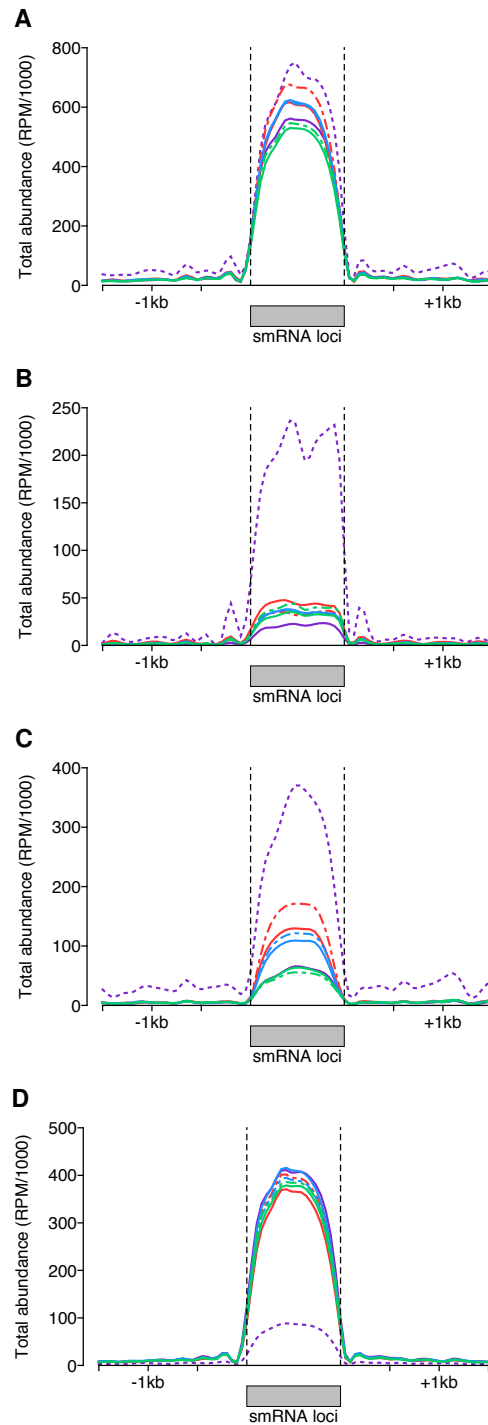 A
Total abundance (RPM/1000)
800
600
400
200
0
-1kb
+1kb
smRNA loci
B
Total abundance (RPM/1000)
250
200
150
100
50
0
-1kb
+1kb
smRNA loci
C
Total abundance (RPM/1000)
400
300
200
100
0
-1kb
+1kb
smRNA loci
D
Total abundance (RPM/1000)
500
400
300
200
100
0
-1kb
+1kb
smRNA loci